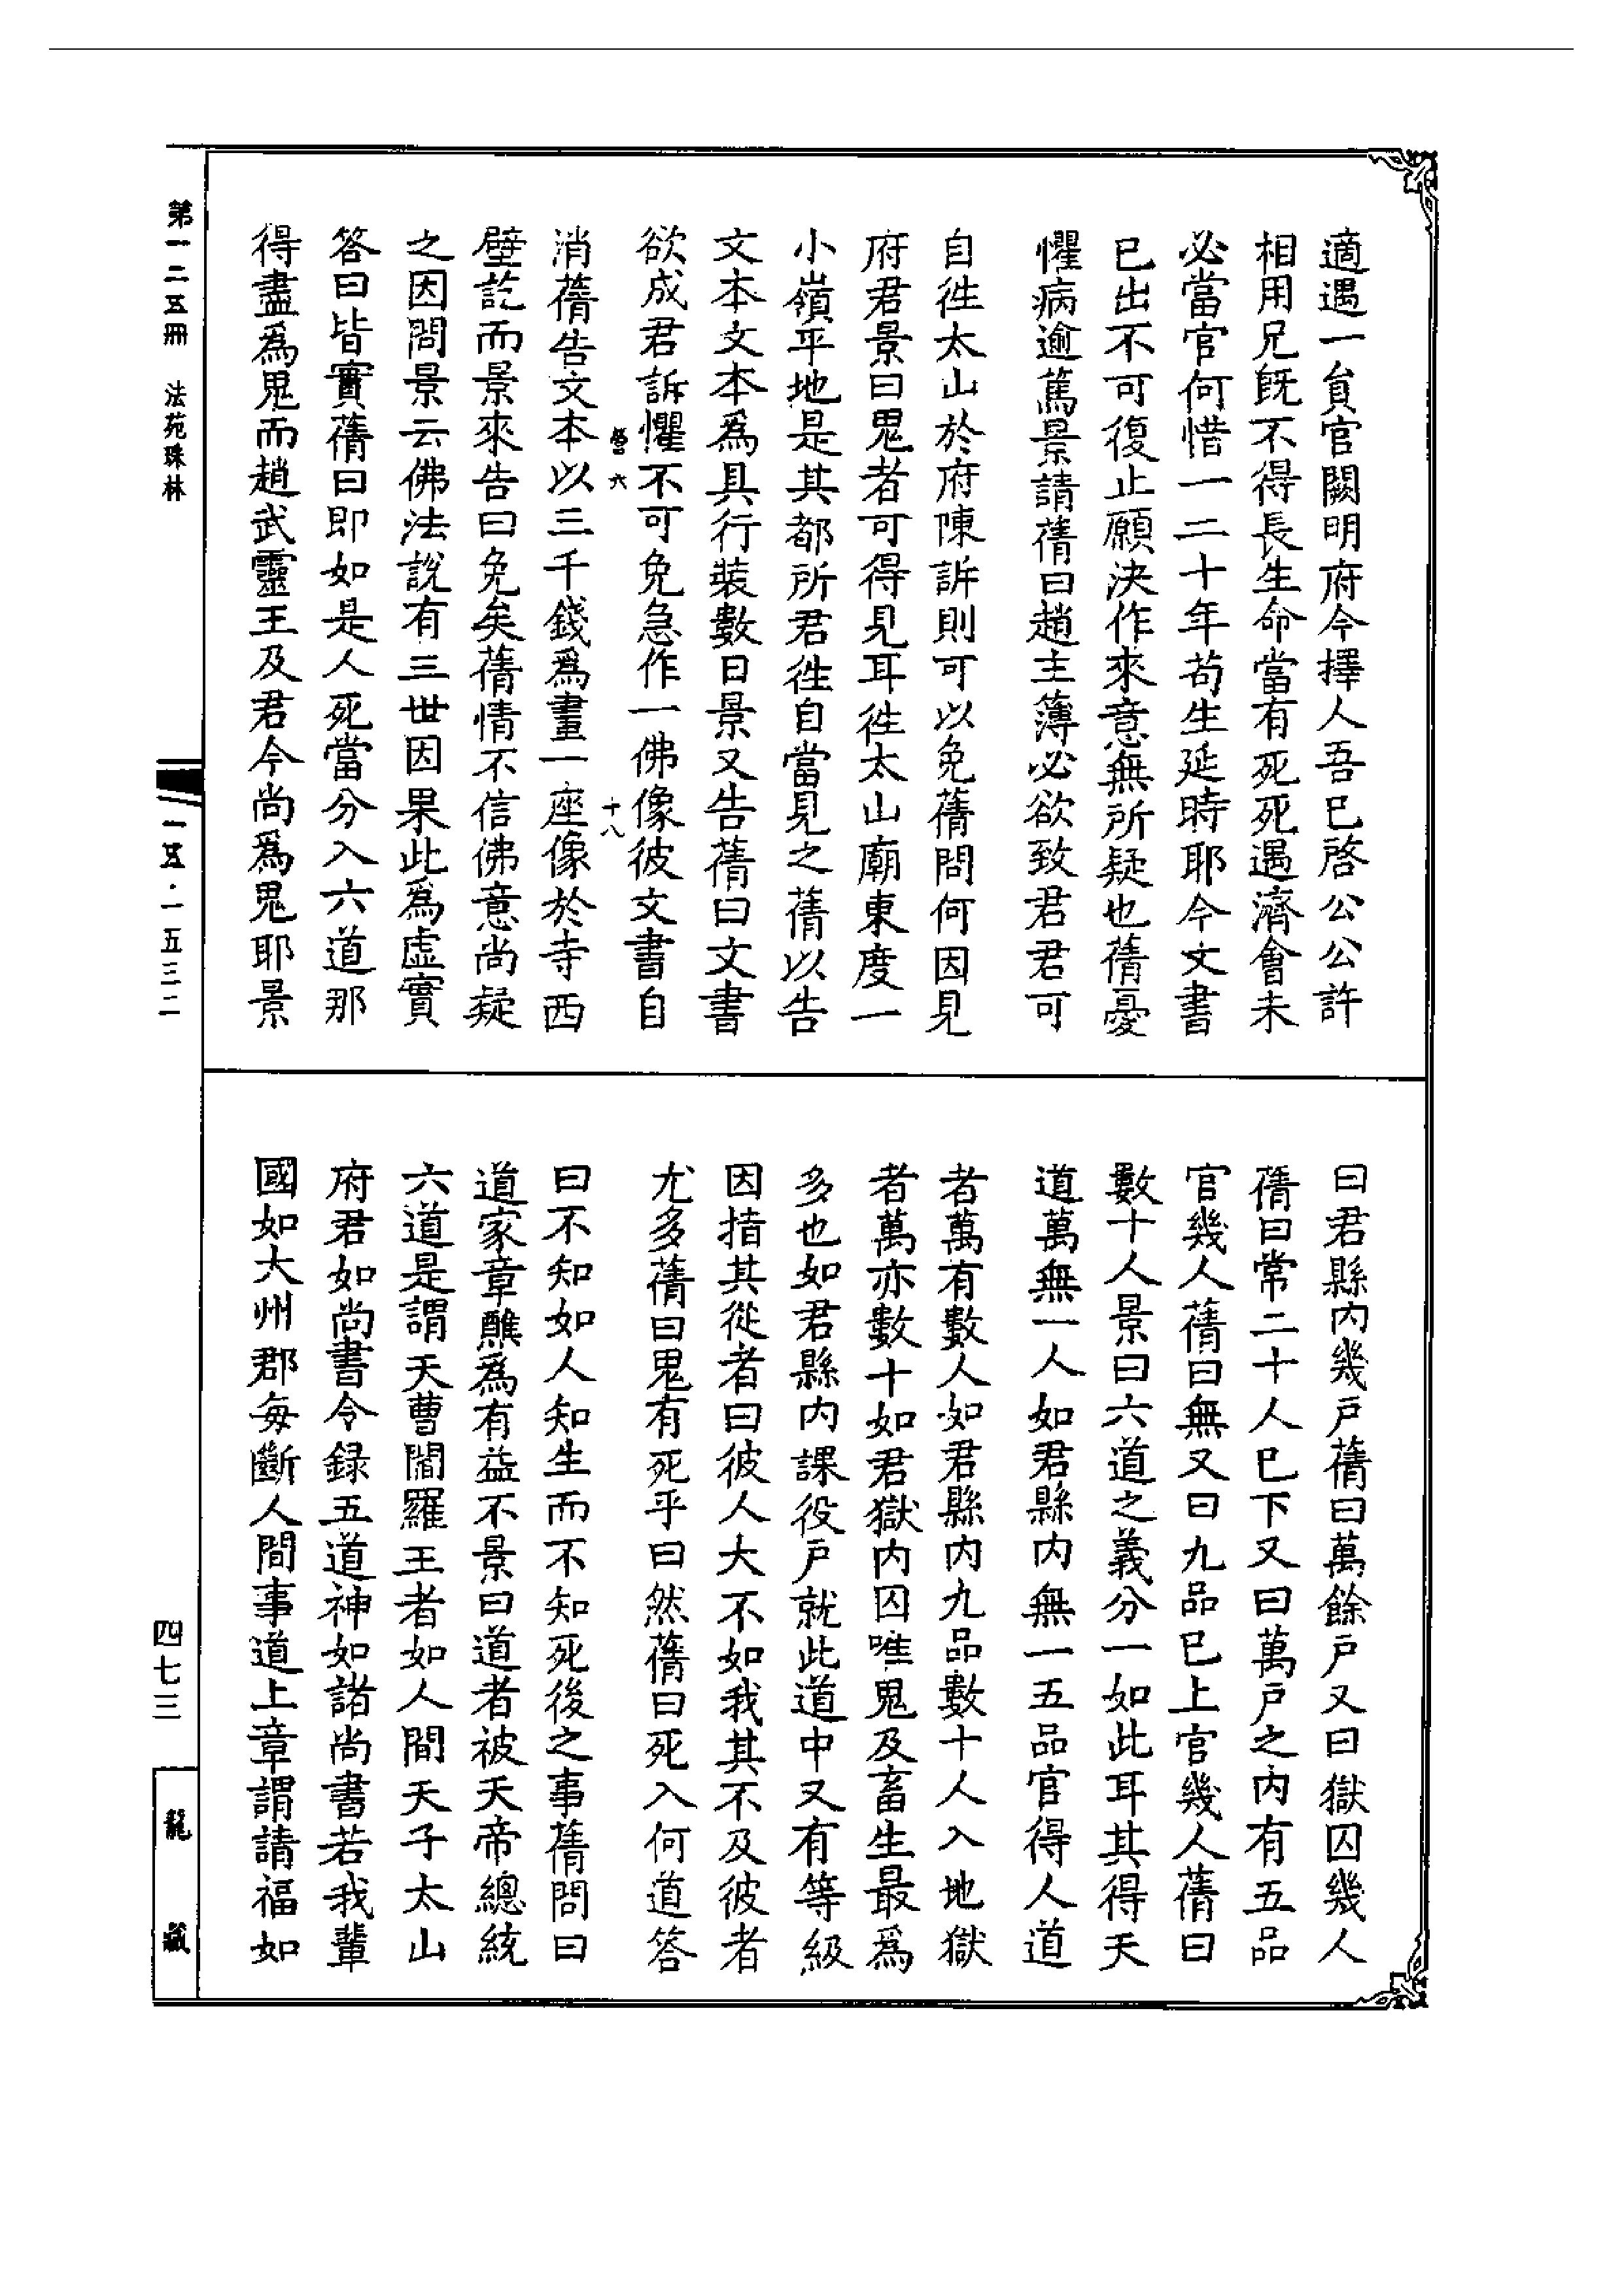 適遇一負官闕明府今擇人吾已啓公公許
相用兄旣不得長生命當有死死遇濟會未
必當官何惜一二十年苟生延時耶今文書
已出不可復止願決作來意無所疑也蒨憂
懼病逾篤景請蒨曰趙主簿必欲致君君可
自徃太山於府陳訴則可以免蒨問何因見
府君景曰鬼者可得見耳徃太山廟東度一
小嶺平地是其都所君徃自當見之蒨以告
文本文本爲具行裝數日景又告蒨曰文書
欲成君訴懼不可免急作一佛像彼文書自
營六
十八
消蒨告文本以三千錢爲畫一座像於寺西
壁訖而景來告曰免矣蒨情不信佛意尚疑
之因問景云佛法說有三世因果此爲虛實
答曰皆實蒨曰即如是人死當分入六道那
得盡爲鬼而趙武靈王及君今尚爲鬼耶景
曰君縣內幾戶蒨曰萬餘戶又曰獄囚幾人
蒨曰常二十人已下又曰萬戶之內有五品
官幾人蒨曰無又曰九品已上官幾人蒨曰
數十人景曰六道之義分一如此耳其得天
道萬無一人如君縣內無一五品官得人道
者萬有數人如君縣內九品數十人入地獄
者萬亦數十如君獄內囚唯鬼及畜生最爲
多也如君縣內課役戶就此道中又有等級
因揩其從者曰彼人大不如我其不及彼者
尤多蒨曰鬼有死乎曰然蒨曰死入何道答
曰不知如人知生而不知死後之事蒨問曰
道家章醮爲有益不景曰道者被天帝總統
六道是謂天曹閻羅王者如人間天子太山
府君如尚書令録五道神如諸尚書若我輩
國如大州郡每斷人間事道上章謂請福如
第一二五冊 法苑珠林
一五五·一五三二
四七三
龍藏